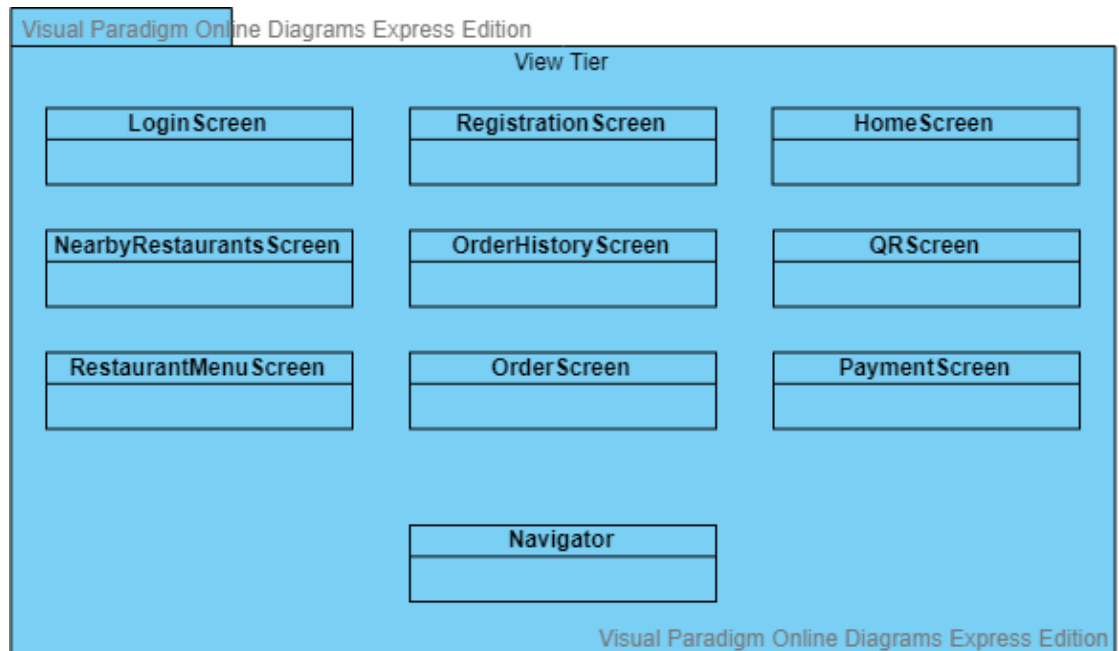 Visual Paradigm Online Diagrams Express Edition
View Tier
LoginScreen
RegistrationScreen
HomeScreen
NearbyRestaurantsScreen
OrderHistoryScreen
QRScreen
RestaurantMenuScreen
OrderScreen
PaymentScreen
Navigator
Visual Paradigm Online Diagrams Express Edition